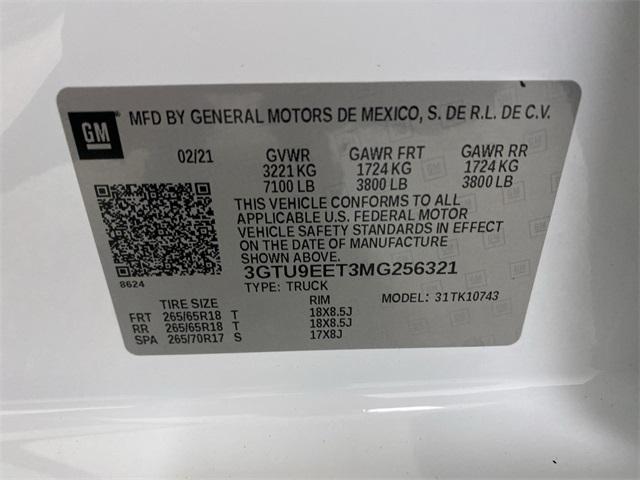 GM
MFD BY GENERAL MOTORS DE MEXICO, S. DE R.L. DE C.V.
02/21 GVWR GAWR FRT GAWR RR
3221 KG 1724 KG 1724 KG
7100 LB 3800 LB 3800 LB
THIS VEHICLE CONFORMS TO ALL
APPLICABLE U.S. FEDERAL MOTOR
VEHICLE SAFETY STANDARDS IN EFFECT
ON THE DATE OF MANUFACTURE
SHOWN ABOVE.
3GTU9EET3MG256321
8624
TYPE: TRUCK MODEL: 31TK10743
TIRE SIZE RIM
FRT 265/65R18 T 18X8.5J
RR 265/65R18 T 18X8.5J
SPA 265/70R17 S 17X8J